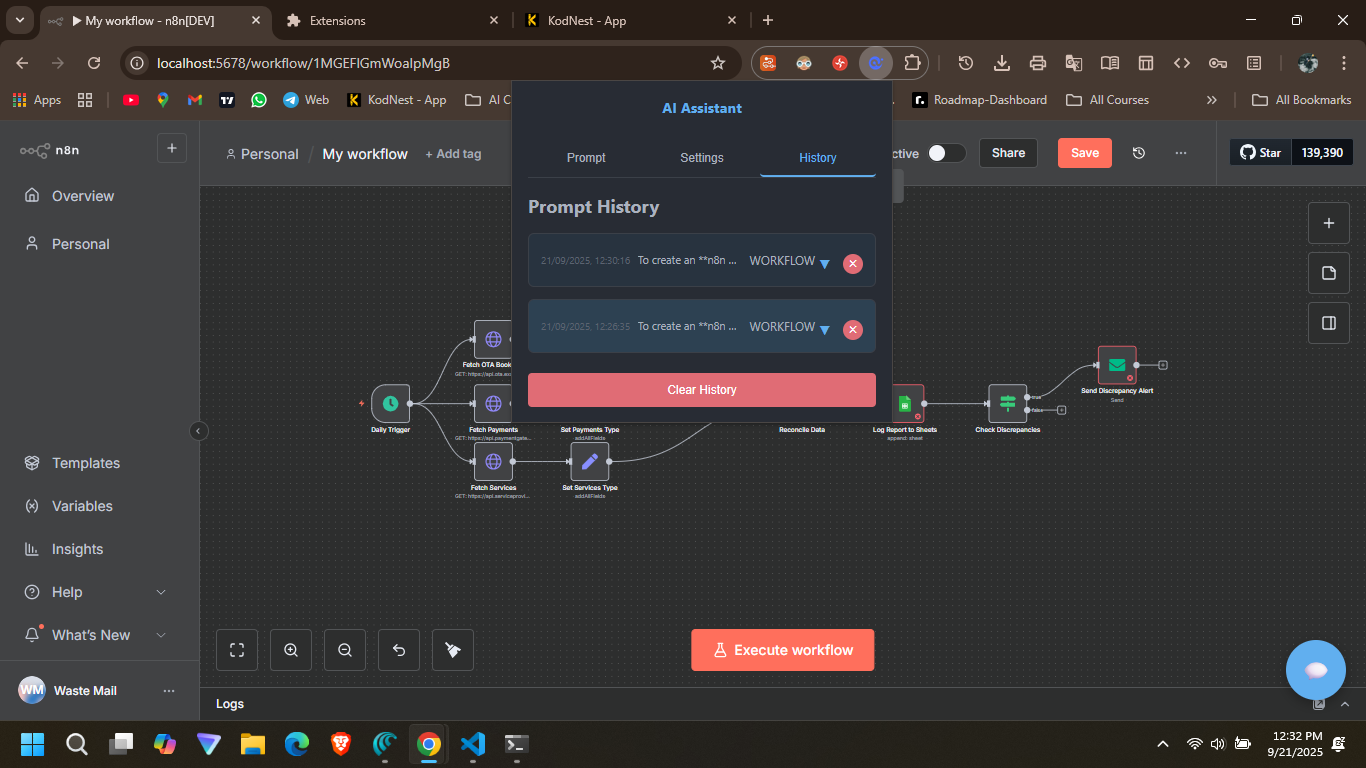 My workflow - n8n[DEV]
Extensions
KodNest - App
localhost:5678/workflow/1MGEFlGmWoalpMgB
Apps
Web
KodNest - App
AI C
Roadmap-Dashboard
All Courses
All Bookmarks
n8n
Personal / My workflow + Add tag
ctive
Share
Save
Star 139,390
Overview
Personal
Templates
Variables
Insights
Help
What's New
WM Waste Mail
AI Assistant
Prompt
Settings
History
Prompt History
21/09/2025, 12:30:16 To create an **n8n ... WORKFLOW
21/09/2025, 12:26:35 To create an **n8n ... WORKFLOW
Clear History
Daily Trigger
Fetch OTA Book
GET: https://api.ota.ex
Fetch Payments
GET: https://api.paymentgate...
Set Payments Type
addAllFields
Fetch Services
GET: https://api.serviceprovi...
Set Services Type
addAllFields
Reconcile Data
Log Report to Sheets
append: sheet
Check Discrepancies
true
false
Send Discrepancy Alert
Send
Execute workflow
Logs
12:32 PM
9/21/2025